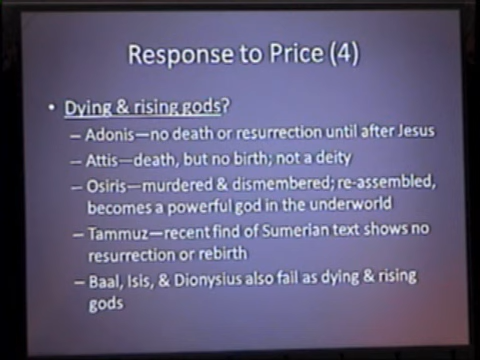 Response to Price (4)
• Dying & rising gods?
– Adonis—no death or resurrection until after Jesus
– Attis—death, but no birth; not a deity
– Osiris—murdered & dismembered; re-assembled,
becomes a powerful god in the underworld
– Tammuz—recent find of Sumerian text shows no
resurrection or rebirth
– Baal, Isis, & Dionysius also fail as dying & rising
gods